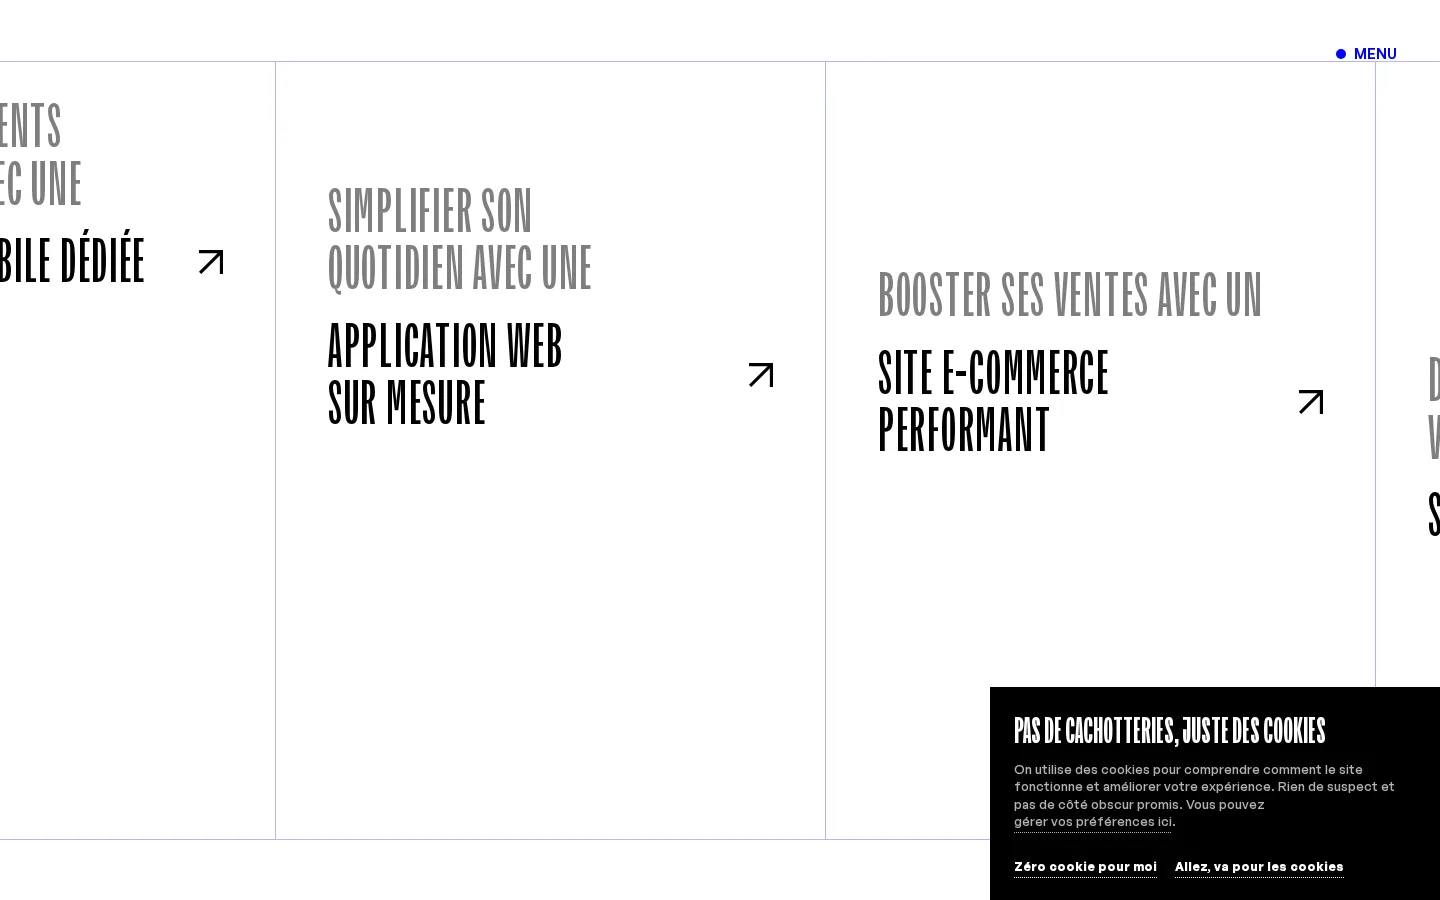 MENU
ENTS
EC UNE
BILE DÉDIÉE
SIMPLIFIER SON
QUOTIDIEN AVEC UNE
APPLICATION WEB
SUR MESURE
BOOSTER SES VENTES AVEC UN
SITE E-COMMERCE
PERFORMANT
PAS DE CACHOTTERIES, JUSTE DES COOKIES
On utilise des cookies pour comprendre comment le site
fonctionne et améliorer votre expérience. Rien de suspect et
pas de côté obscur promis. Vous pouvez
gérer vos préférences ici.
Zéro cookie pour moi Allez, va pour les cookies